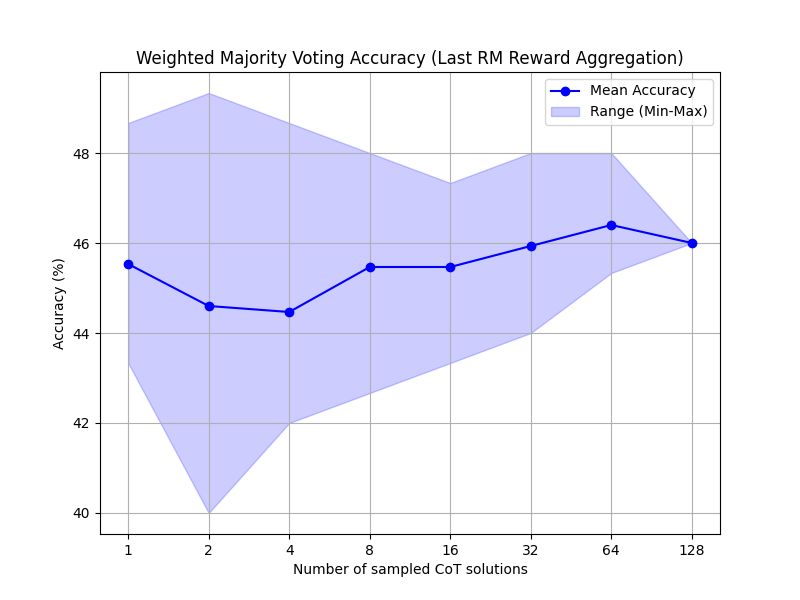 Weighted Majority Voting Accuracy (Last RM Reward Aggregation)
Mean Accuracy
Range (Min-Max)
Accuracy (%)
48
46
44
42
40
1 2 4 8 16 32 64 128
Number of sampled CoT solutions